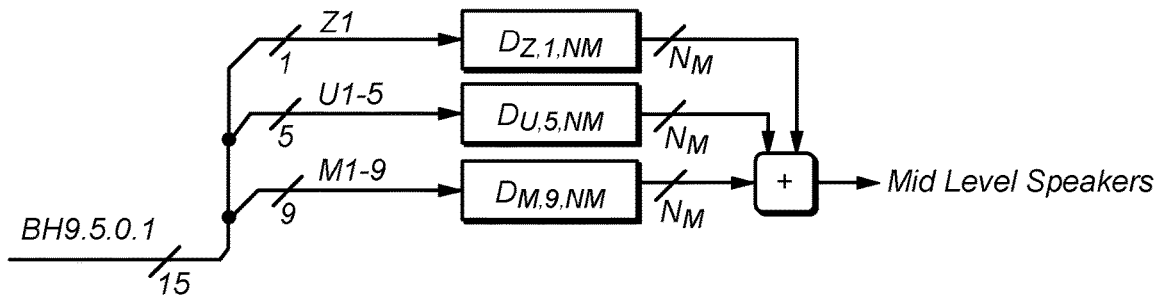 Z1
1
D_{Z,1,NM}
N_M
U1-5
5
D_{U,5,NM}
N_M
M1-9
9
D_{M,9,NM}
N_M
+
Mid Level Speakers
BH9.5.0.1
15